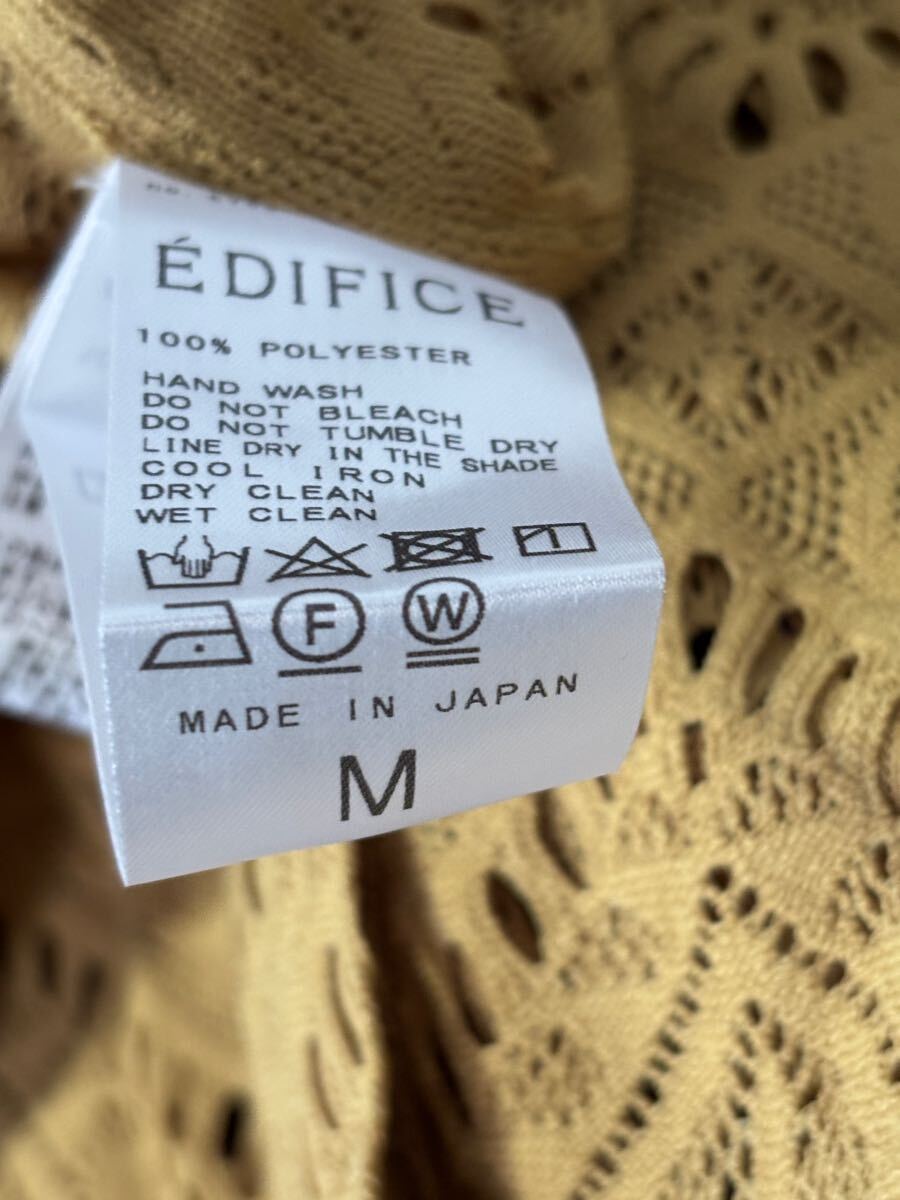 ÉDIFICE
100% POLYESTER
HAND WASH
DO NOT BLEACH
DO NOT TUMBLE DRY
LINE DRY IN THE SHADE
COOL IRON
DRY CLEAN
WET CLEAN
F W
MADE IN JAPAN
M